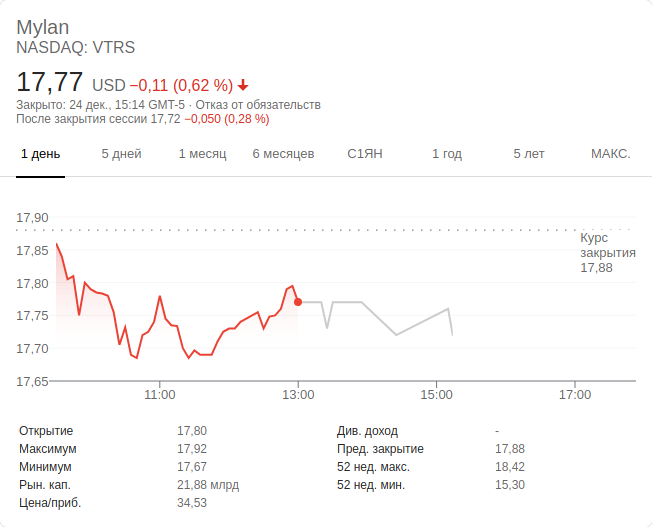 Mylan
NASDAQ: VTRS
17,77 USD −0,11 (0,62 %)
Закрыто: 24 дек., 15:14 GMT-5 · Отказ от обязательств
После закрытия сессии 17,72 −0,050 (0,28 %)
1 день 5 дней 1 месяц 6 месяцев С1ЯН 1 год 5 лет МАКС.
17,90
Курс
закрытия
17,88
17,85
17,80
17,75
17,70
17,65
11:00 13:00 15:00 17:00
Открытие 17,80 Див. доход -
Максимум 17,92 Пред. закрытие 17,88
Минимум 17,67 52 нед. макс. 18,42
Рын. кап. 21,88 млрд 52 нед. мин. 15,30
Цена/приб. 34,53